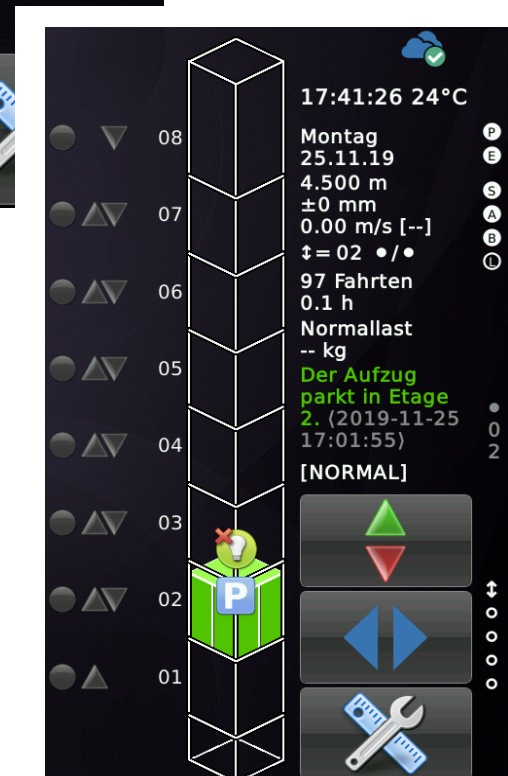 17:41:26 24°C
Montag
25.11.19
4.500 m
±0 mm
0.00 m/s [--]
↕=02 •/•
97 Fahrten
0.1 h
Normallast
-- kg
Der Aufzug
parkt in Etage
2. (2019-11-25
17:01:55)
[NORMAL]
08
07
06
05
04
03
02
01
P
P
E
S
A
B
L
0
2